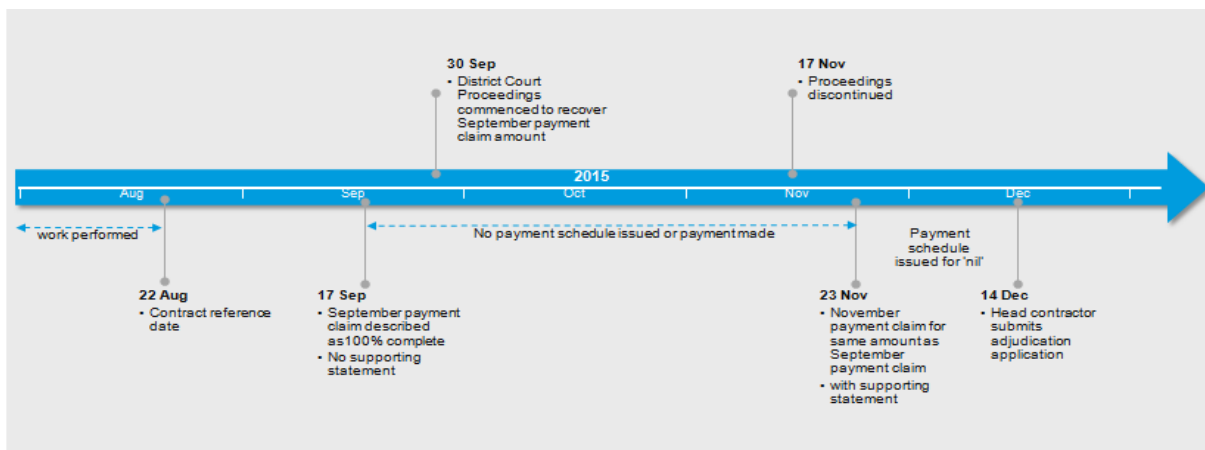 30 Sep
• District Court
Proceedings
commenced to recover
September payment
claim amount
17 Nov
• Proceedings
discontinued
2015
Aug
Sep
Oct
Nov
Dec
work performed
No payment schedule issued or payment made
Payment
schedule
issued for 'nil'
22 Aug
• Contract reference
date
17 Sep
• September payment
claim described
as100% complete
• No supporting
statement
23 Nov
• November
payment claim for
same amount as
September
payment claim
• with supporting
statement
14 Dec
• Head contractor
submits
adjudication
application